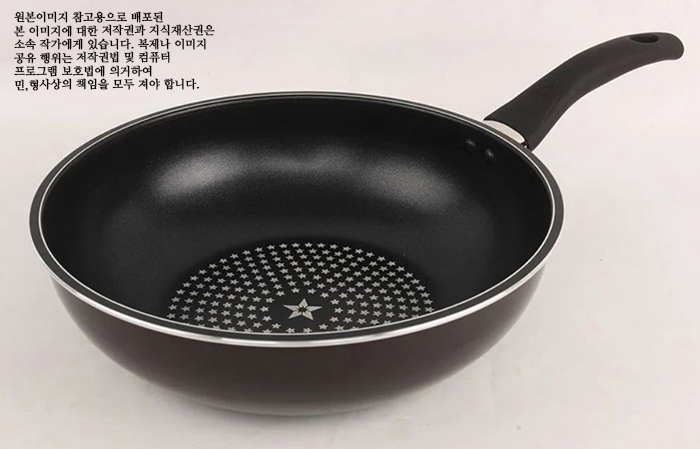 원본이미지 참고용으로 배포된
본 이미지에 대한 저작권과 지식재산권은
소속 작가에게 있습니다. 복제나 이미지
공유 행위는 저작권법 및 컴퓨터
프로그램 보호법에 의거하여
민,형사상의 책임을 모두 져야 합니다.